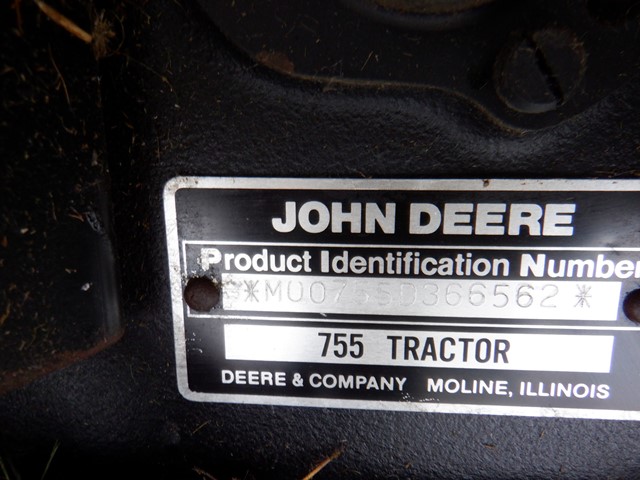 JOHN DEERE
Product Identification Number
*M00755D366562*
755 TRACTOR
DEERE & COMPANY MOLINE, ILLINOIS